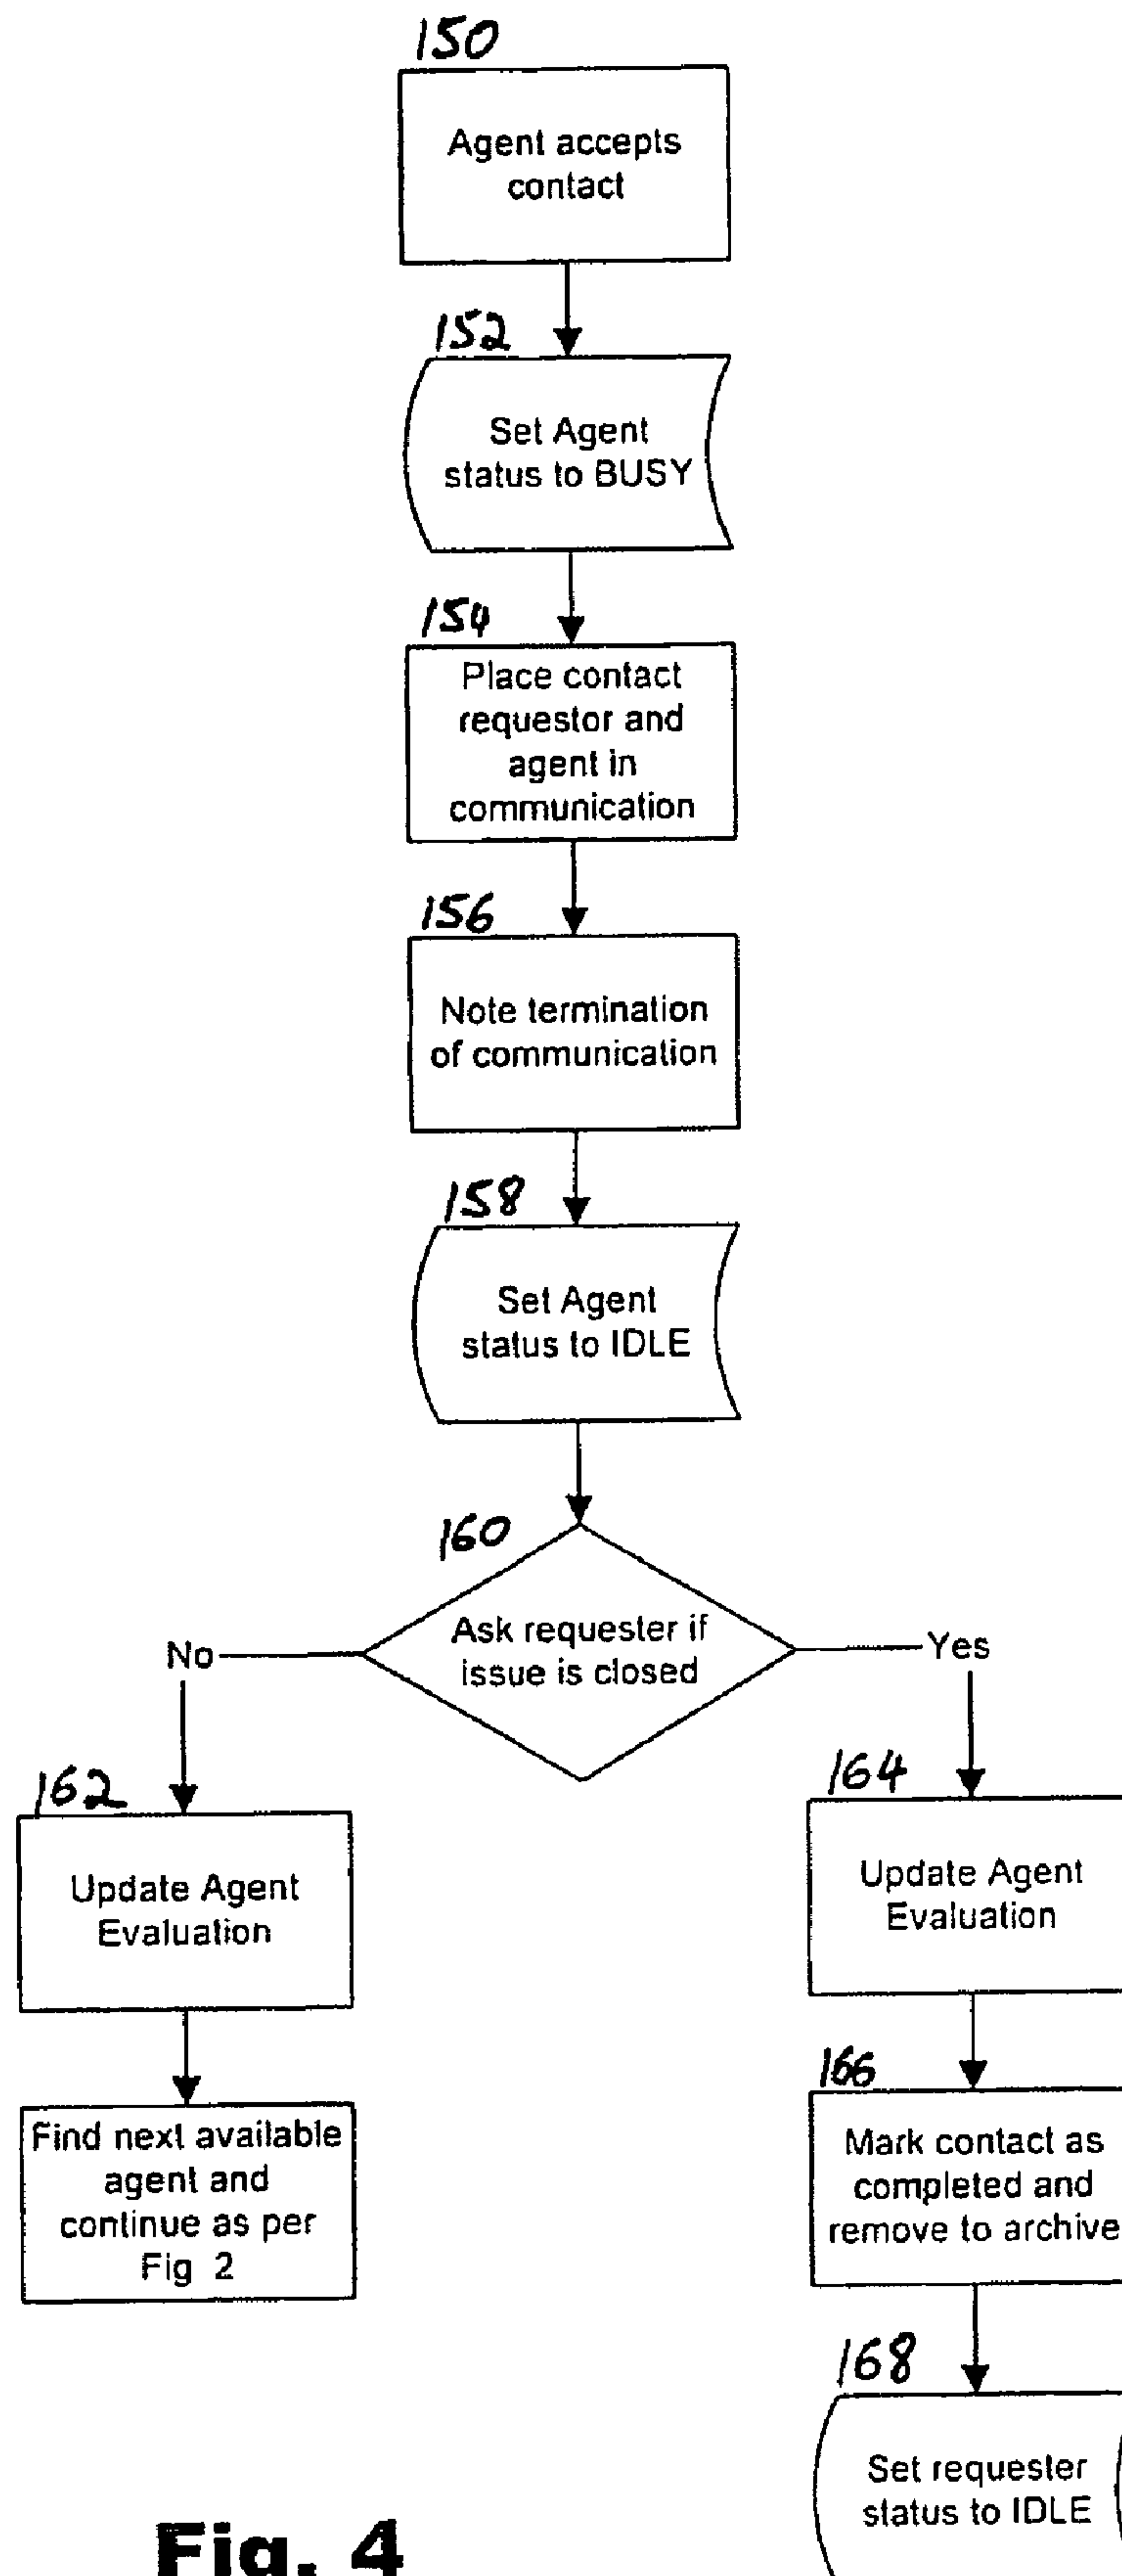 150
Agent accepts
contact
152
Set Agent
status to BUSY
154
Place contact
requestor and
agent in
communication
156
Note termination
of communication
158
Set Agent
status to IDLE
160
Ask requester if
issue is closed
No
Yes
162
Update Agent
Evaluation
164
Update Agent
Evaluation
Find next available
agent and
continue as per
Fig 2
166
Mark contact as
completed and
remove to archive
168
Set requester
status to IDLE
Fig. 4